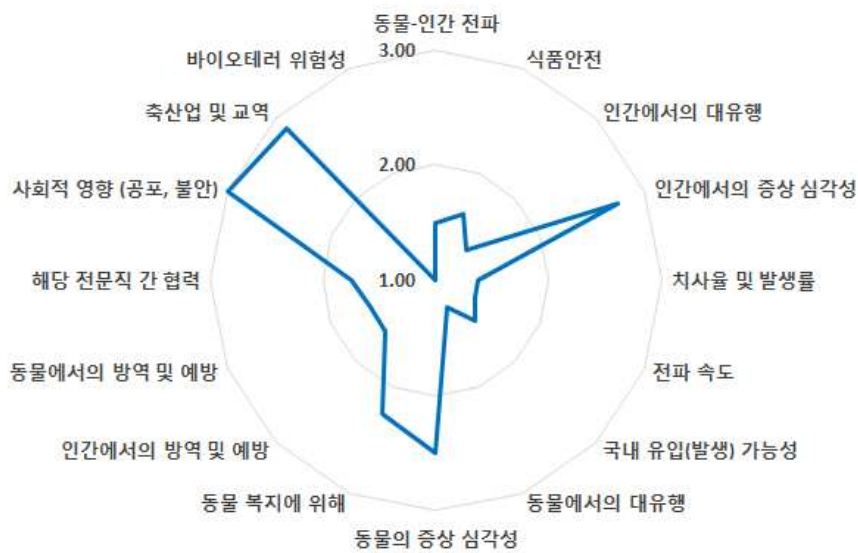 동물-인간 전파
3.00
바이오테러 위험성
식품안전
축산업 및 교역
인간에서의 대유행
2.00
사회적 영향 (공포, 불안)
인간에서의 증상 심각성
해당 전문직 간 협력
1.00
치사율 및 발생률
동물에서의 방역 및 예방
전파 속도
인간에서의 방역 및 예방
국내 유입(발생) 가능성
동물 복지에 위해
동물에서의 대유행
동물의 증상 심각성